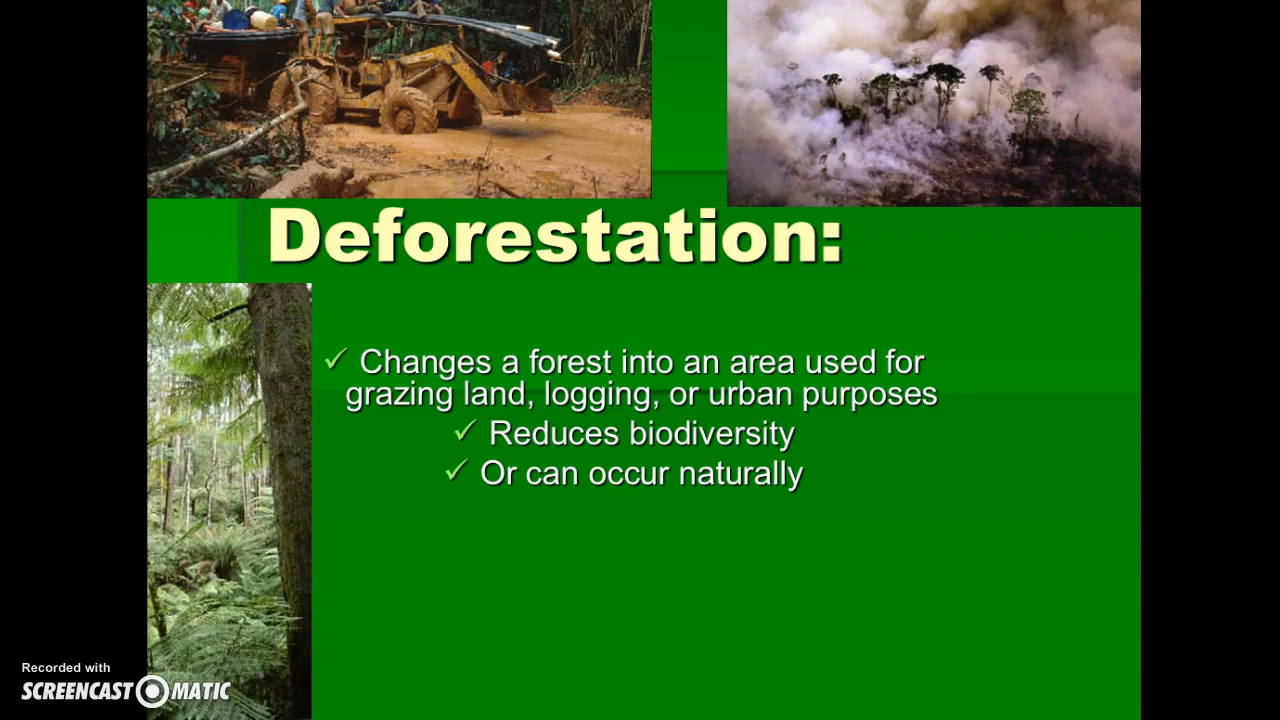 Deforestation:
✓ Changes a forest into an area used for
grazing land, logging, or urban purposes
✓ Reduces biodiversity
✓ Or can occur naturally
Recorded with
SCREENCAST MATIC